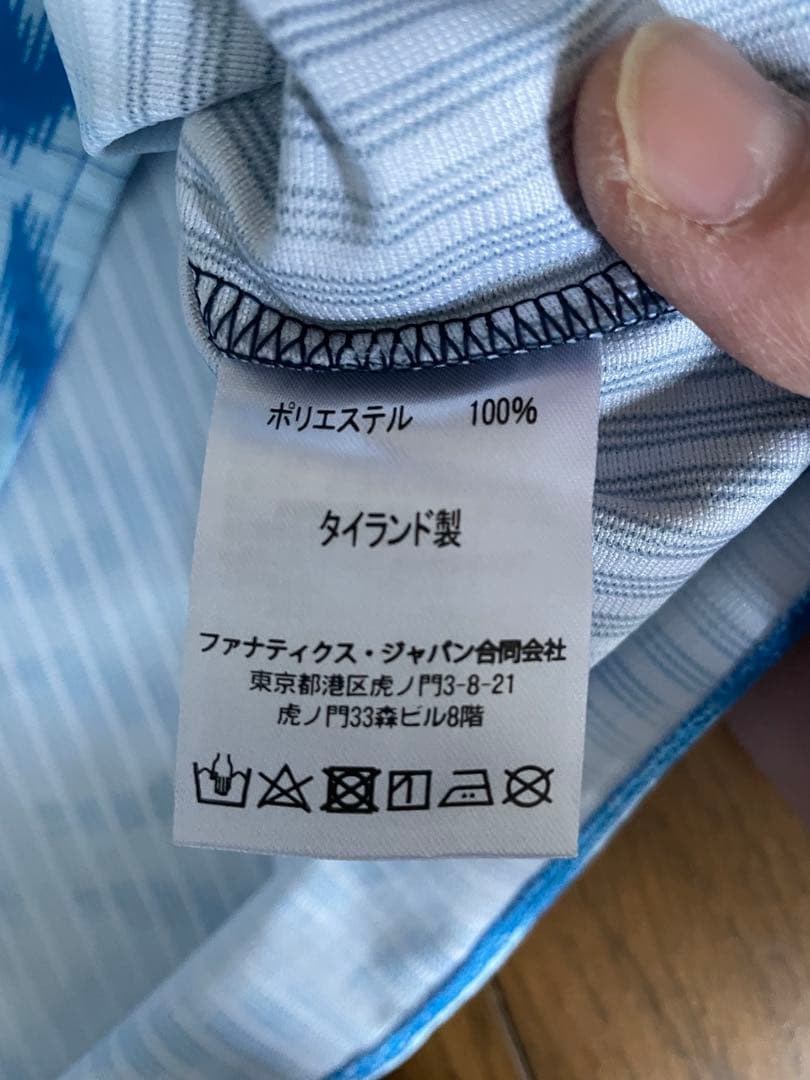 ポリエステル 100%
タイランド製
ファナティクス・ジャパン合同会社
東京都港区虎ノ門3-8-21
虎ノ門33森ビル8階